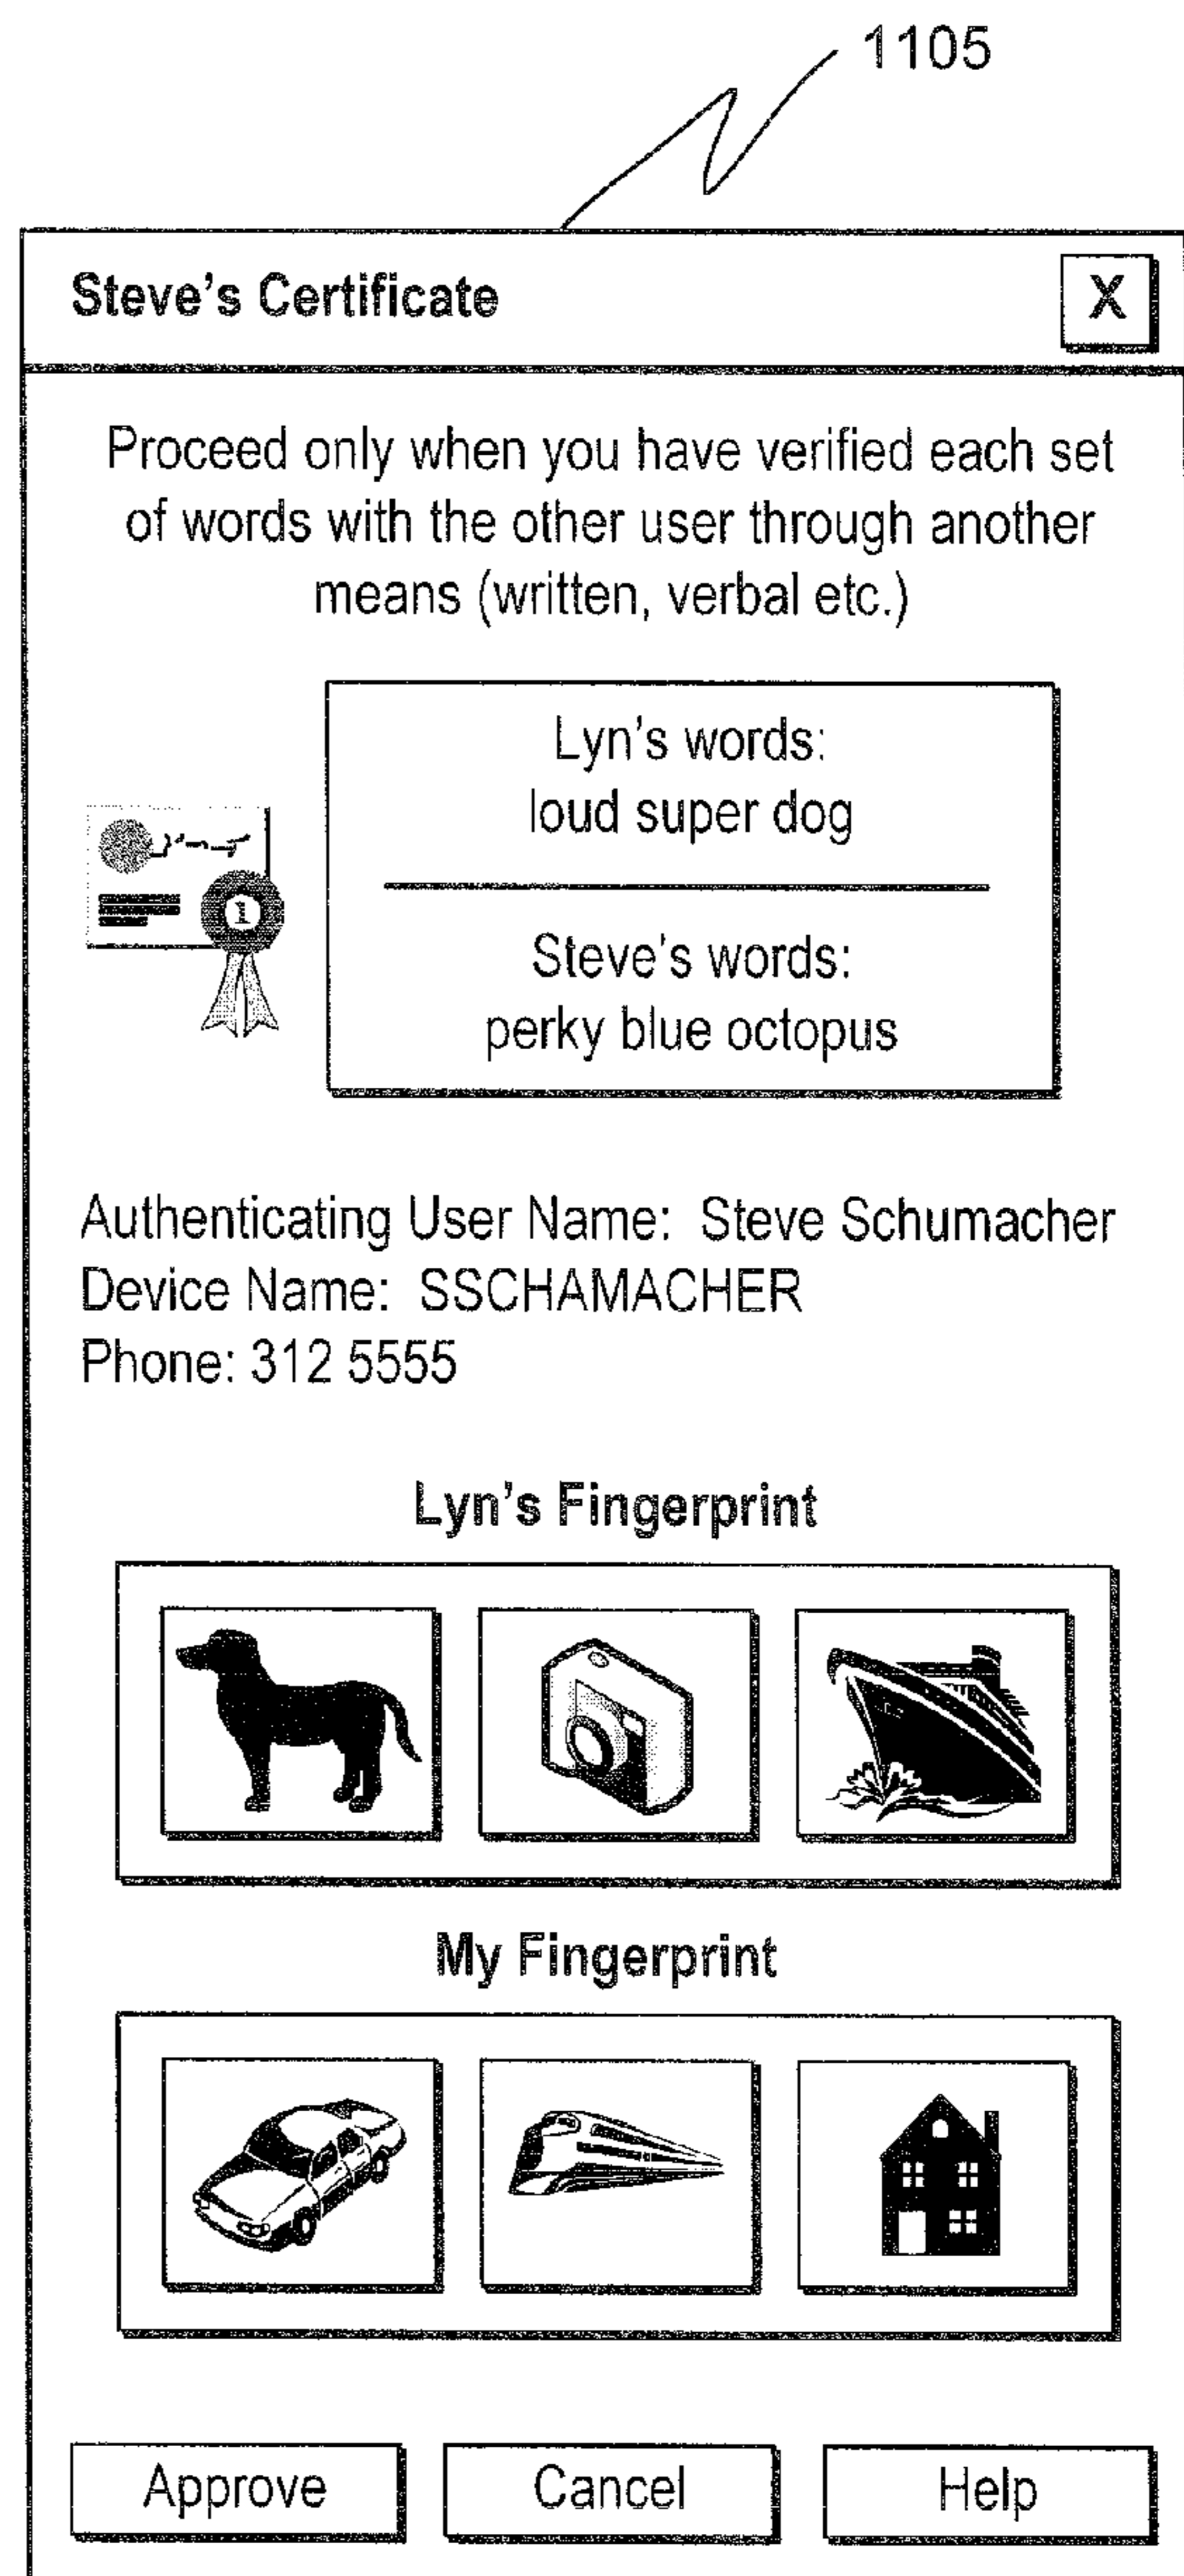 1105
Steve's Certificate
X
Proceed only when you have verified each set
of words with the other user through another
means (written, verbal etc.)
Lyn's words:
loud super dog
1
Steve's words:
perky blue octopus
Authenticating User Name: Steve Schumacher
Device Name: SSCHAMACHER
Phone: 312 5555
Lyn's Fingerprint
My Fingerprint
Approve
Cancel
Help